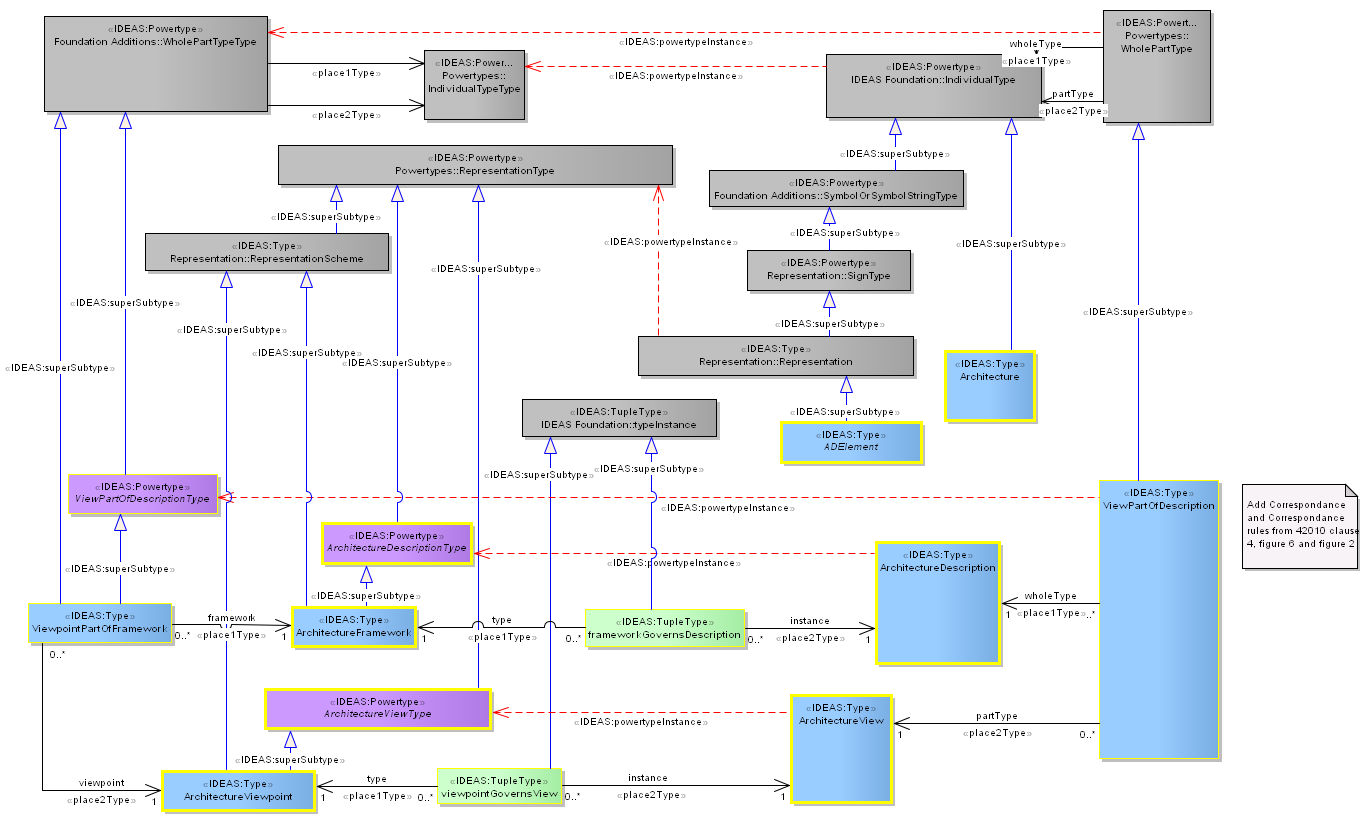 «IDEAS:Powertype»
Foundation Additions::WholePartTypeType
«IDEAS:powertypeInstance»
«IDEAS:Powert...
Powertypes::
WholePartType
«place1Type»
«place2Type»
«IDEAS:Power...
Powertypes::
IndividualTypeType
«IDEAS:powertypeInstance»
«IDEAS:Powertype»
IDEAS Foundation::IndividualType
wholeType
«place1Type»
partType
«place2Type»
«IDEAS:Powertype»
Powertypes::RepresentationType
«IDEAS:superSubtype»
«IDEAS:Powertype»
Foundation Additions::SymbolOrSymbolStringType
«IDEAS:superSubtype»
«IDEAS:superSubtype»
«IDEAS:Type»
Representation::RepresentationScheme
«IDEAS:powertypeInstance»
«IDEAS:superSubtype»
«IDEAS:Powertype»
Representation::SignType
«IDEAS:superSubtype»
«IDEAS:superSubtype»
«IDEAS:superSubtype»
«IDEAS:superSubtype»
«IDEAS:superSubtype»
«IDEAS:superSubtype»
«IDEAS:superSubtype»
«IDEAS:superSubtype»
«IDEAS:superSubtype»
«IDEAS:Type»
Representation::Representation
«IDEAS:Type»
Architecture
«IDEAS:TupleType»
IDEAS Foundation::typeInstance
«IDEAS:superSubtype»
«IDEAS:Type»
ADElement
«IDEAS:superSubtype»
«IDEAS:superSubtype»
«IDEAS:Powertype»
ViewPartOfDescriptionType
«IDEAS:powertypeInstance»
«IDEAS:Type»
ViewPartOfDescription
Add Correspondance
and Correspondance
rules from 42010 clause
4, figure 6 and figure 2
«IDEAS:Powertype»
ArchitectureDescriptionType
«IDEAS:powertypeInstance»
«IDEAS:Type»
ArchitectureDescription
«IDEAS:superSubtype»
«IDEAS:superSubtype»
wholeType
1
«place1Type»
..*
«IDEAS:Type»
ViewpointPartOfFramework
framework
0..*
«place1Type»
1
«IDEAS:Type»
ArchitectureFramework
type
1
«place1Type»
0..*
«IDEAS:TupleType»
frameworkGovernsDescription
instance
0..*
«place2Type»
1
0..*
«IDEAS:Powertype»
ArchitectureViewType
«IDEAS:powertypeInstance»
«IDEAS:Type»
ArchitectureView
partType
1
«place2Type»
0..*
«IDEAS:superSubtype»
viewpoint
«place2Type»
1
«IDEAS:Type»
ArchitectureViewpoint
type
1
«place1Type»
0..*
«IDEAS:TupleType»
viewpointGovernsView
instance
0..*
«place2Type»
1